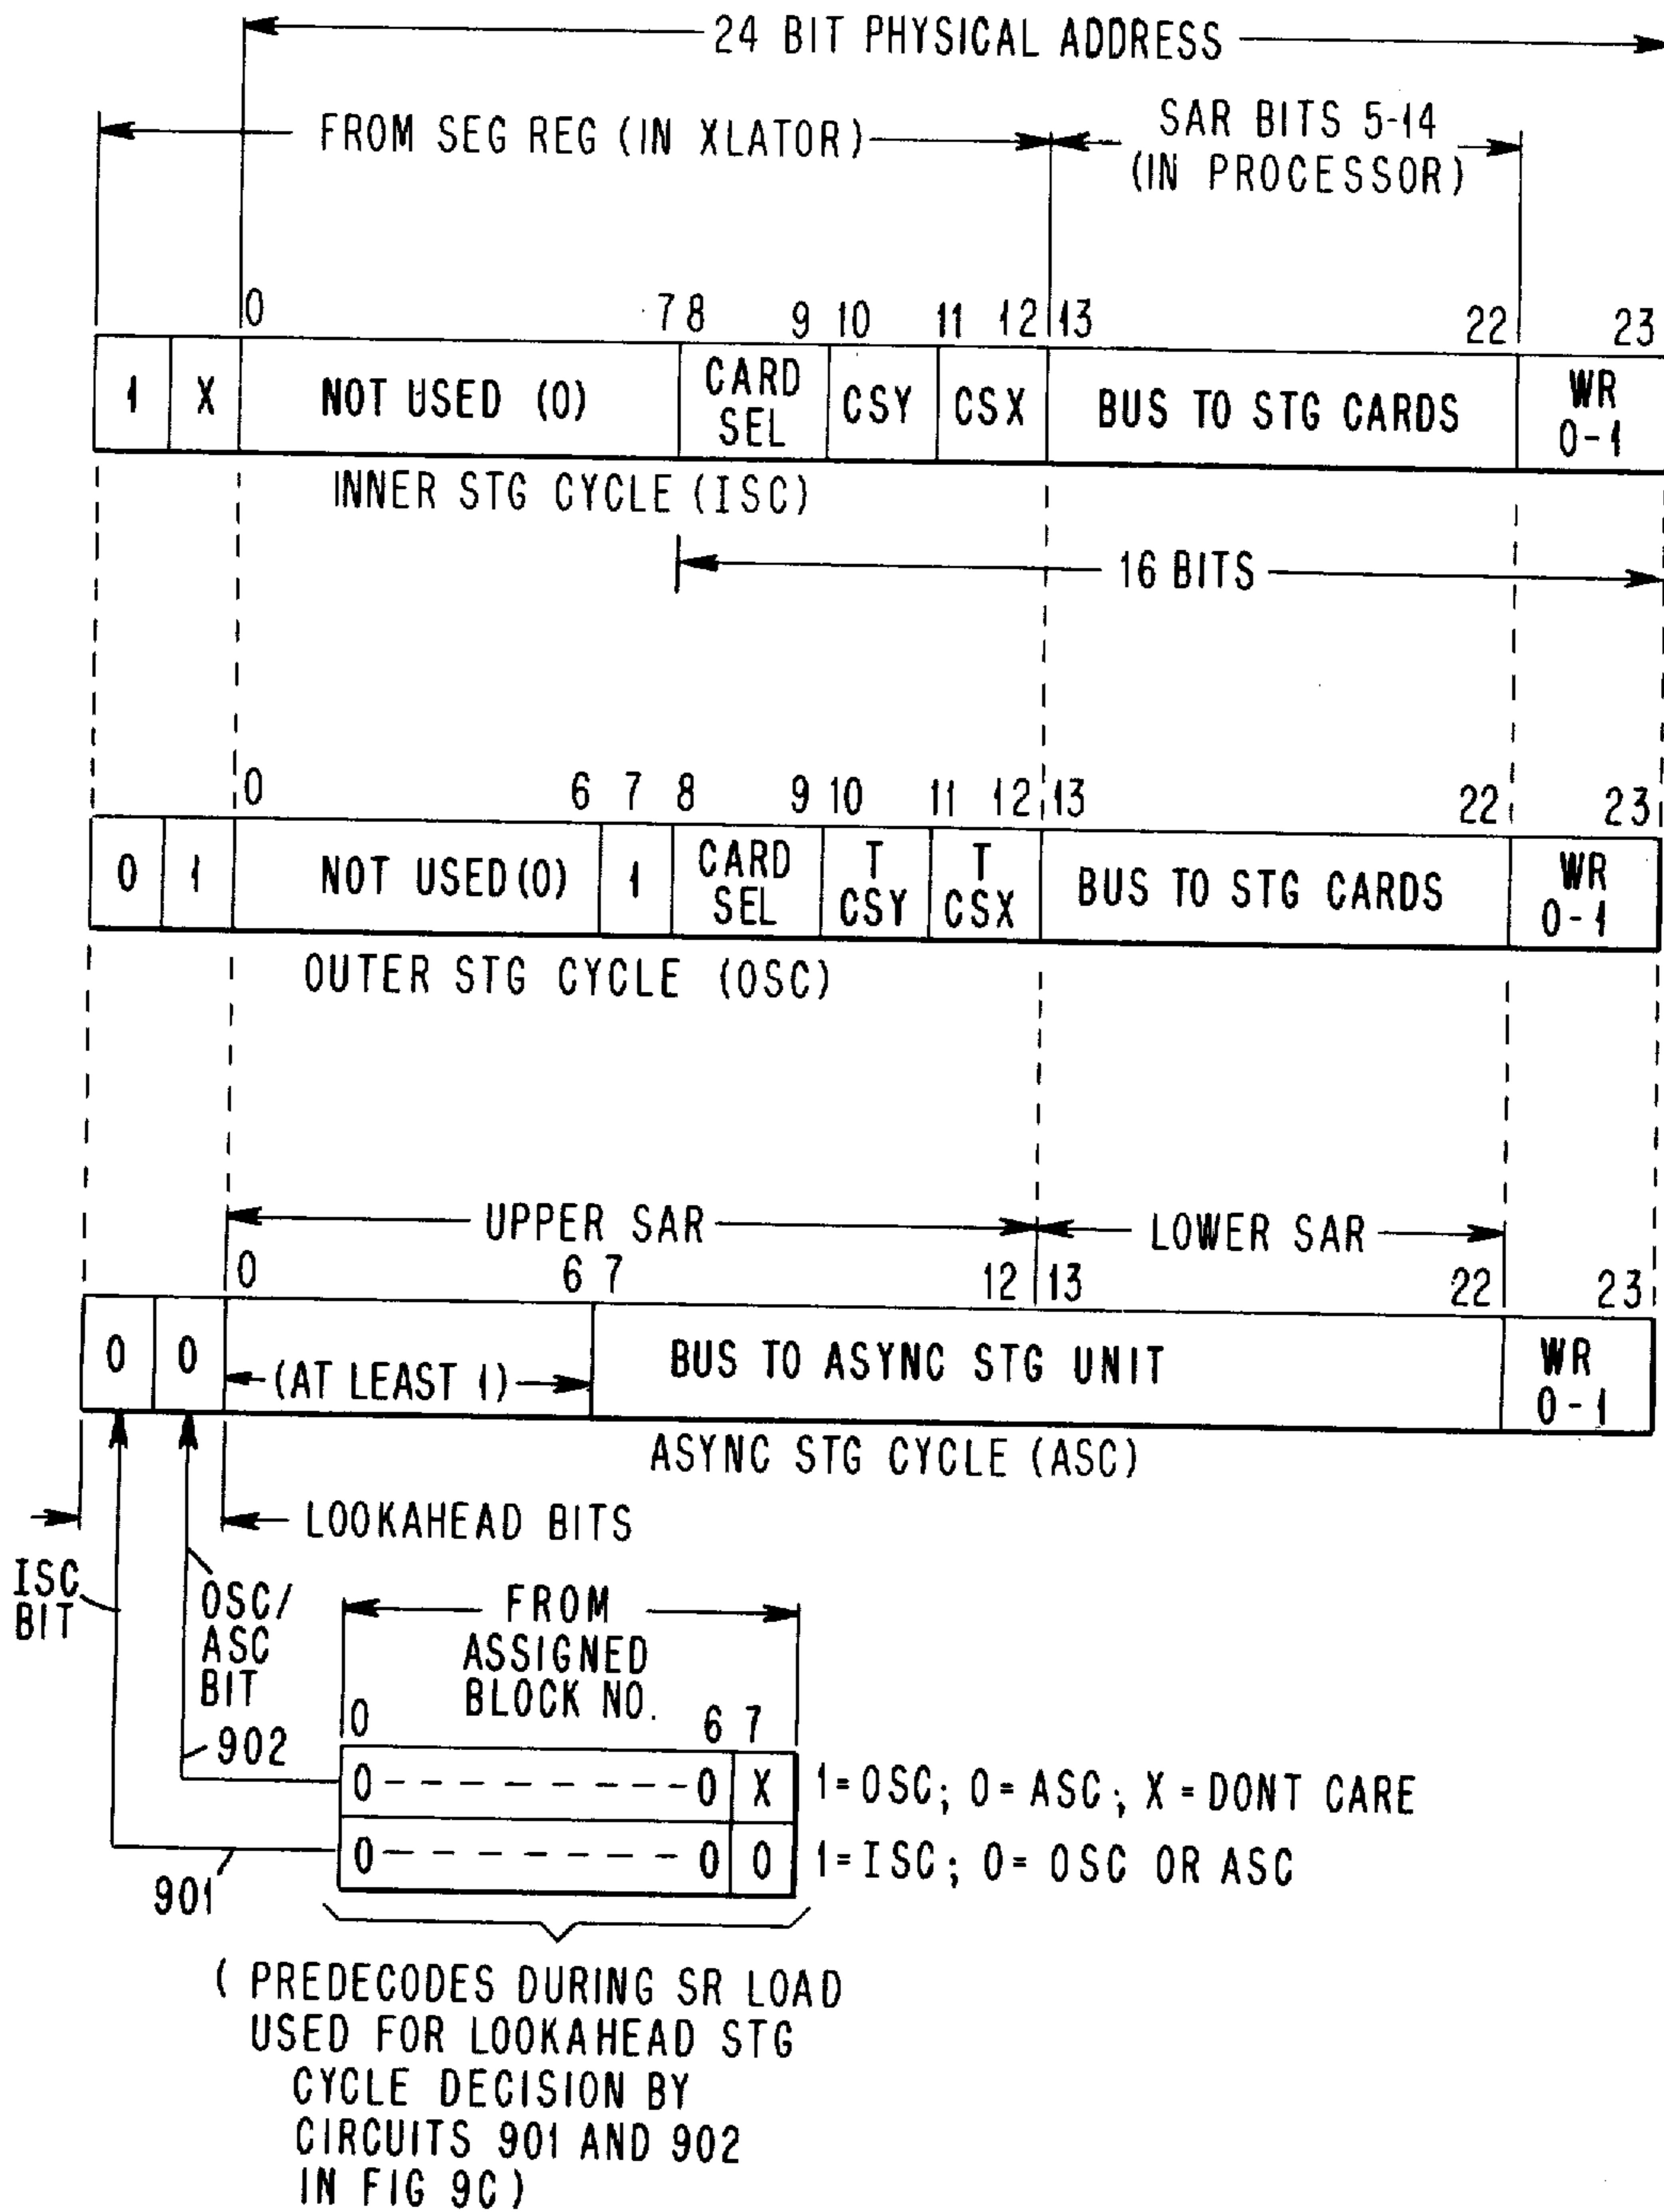 24 BIT PHYSICAL ADDRESS
FROM SEG REG (IN XLATOR)
SAR BITS 5-14
(IN PROCESSOR)
0 7 8 9 10 11 12 13 22 23
1 X NOT USED (0) CARD SEL CSY CSX BUS TO STG CARDS WR 0-1
INNER STG CYCLE (ISC)
16 BITS
0 6 7 8 9 10 11 12 13 22 23
0 1 NOT USED (0) 1 CARD SEL T CSY T CSX BUS TO STG CARDS WR 0-1
OUTER STG CYCLE (OSC)
UPPER SAR LOWER SAR
0 6 7 12 13 22 23
0 0 (AT LEAST 1) BUS TO ASYNC STG UNIT WR 0-1
ASYNC STG CYCLE (ASC)
LOOKAHEAD BITS
ISC
BIT
OSC/
ASC
BIT
902
FROM
ASSIGNED
BLOCK NO.
0 6 7
0---------0 X 1=OSC; 0=ASC; X=DONT CARE
0-------0 0 1=ISC; 0=OSC OR ASC
901
(PREDECODES DURING SR LOAD
USED FOR LOOKAHEAD STG
CYCLE DECISION BY
CIRCUITS 901 AND 902
IN FIG 9C)